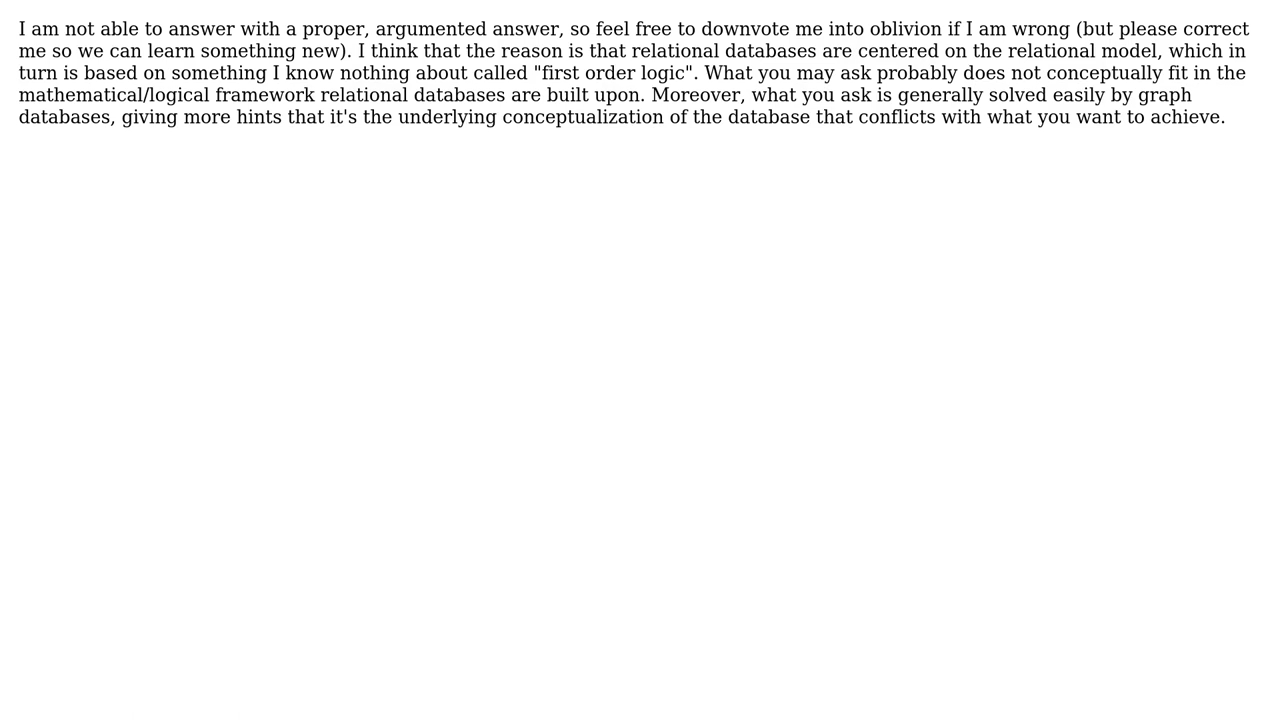 I am not able to answer with a proper, argumented answer, so feel free to downvote me into oblivion if I am wrong (but please correct
me so we can learn something new). I think that the reason is that relational databases are centered on the relational model, which in
turn is based on something I know nothing about called "first order logic". What you may ask probably does not conceptually fit in the
mathematical/logical framework relational databases are built upon. Moreover, what you ask is generally solved easily by graph
databases, giving more hints that it's the underlying conceptualization of the database that conflicts with what you want to achieve.